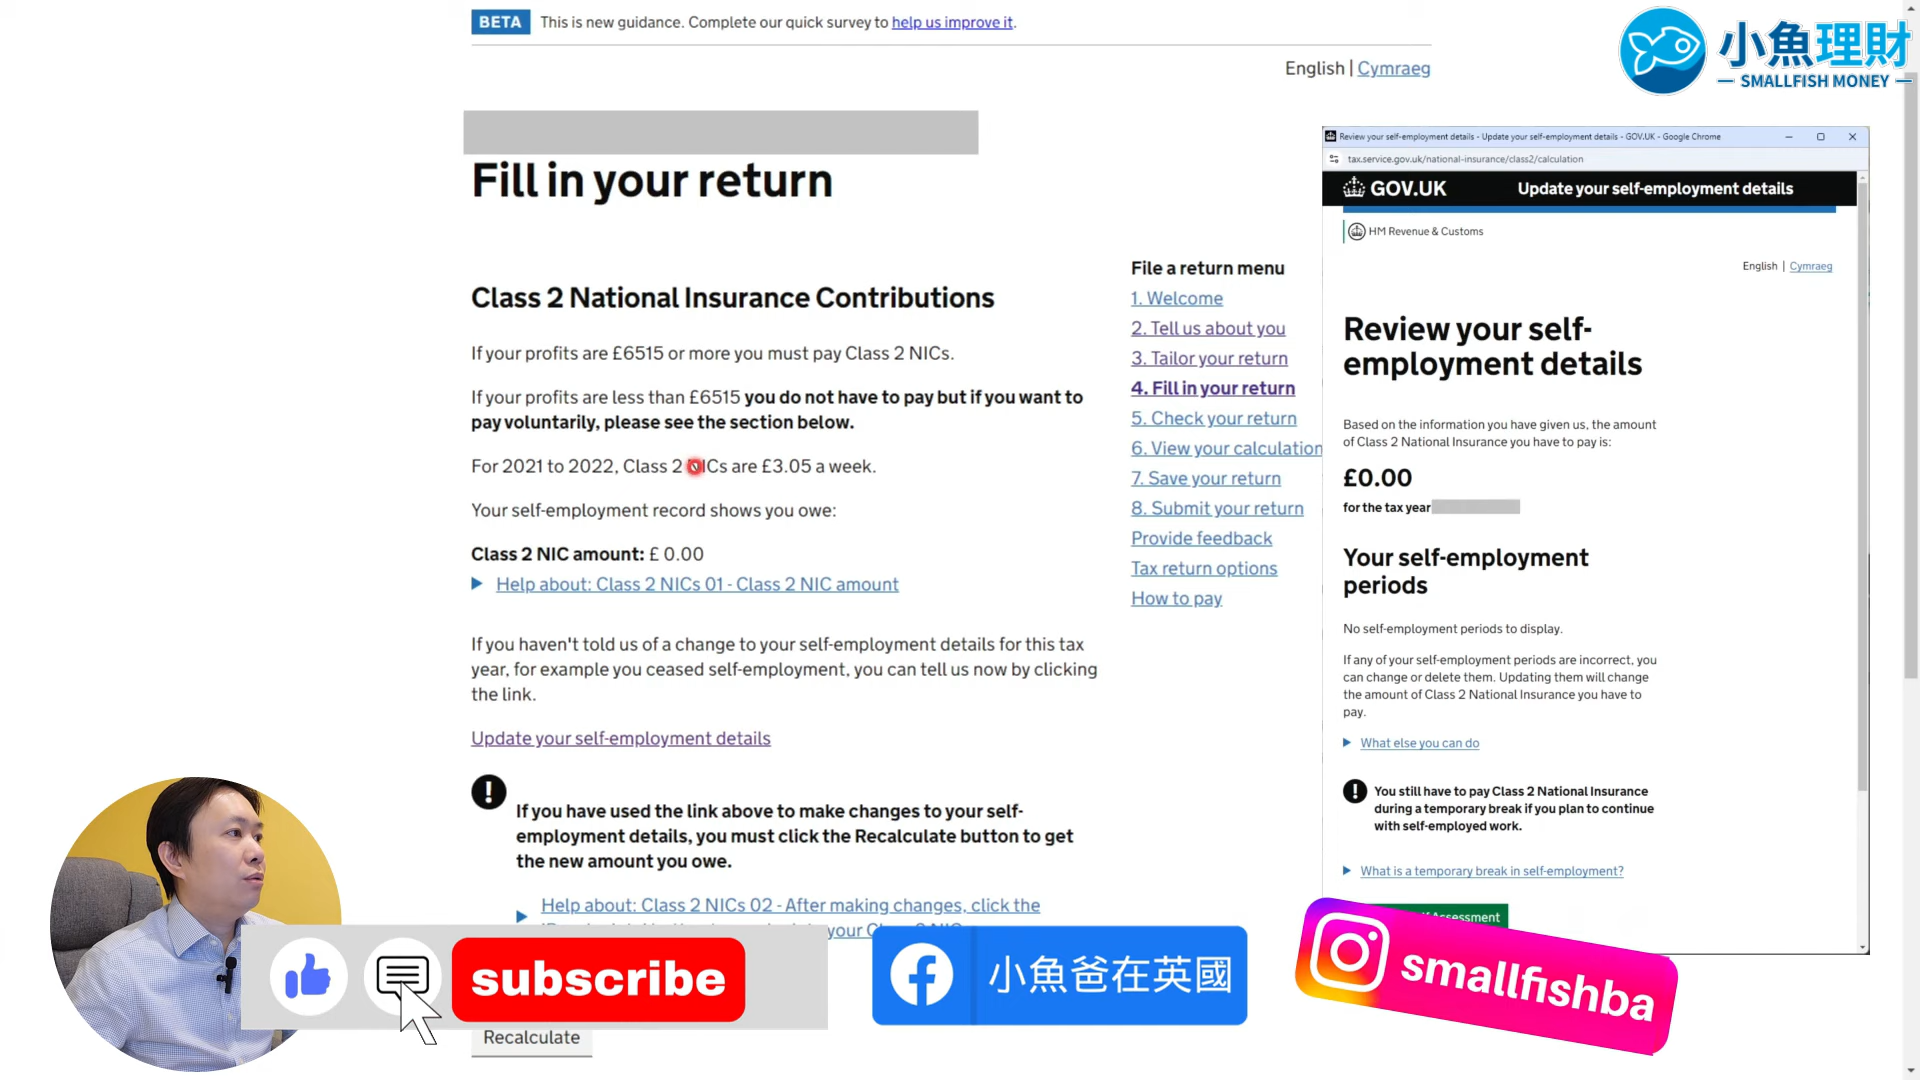 BETA This is new guidance. Complete our quick survey to help us improve it.
English | Cymraeg
小魚理財
SMALLFISH MONEY
Fill in your return
Class 2 National Insurance Contributions
If your profits are £6515 or more you must pay Class 2 NICs.
If your profits are less than £6515 you do not have to pay but if you want to
pay voluntarily, please see the section below.
For 2021 to 2022, Class 2 NICs are £3.05 a week.
Your self-employment record shows you owe:
Class 2 NIC amount: £ 0.00
Help about: Class 2 NICs 01 - Class 2 NIC amount
If you haven't told us of a change to your self-employment details for this tax
year, for example you ceased self-employment, you can tell us now by clicking
the link.
Update your self-employment details
If you have used the link above to make changes to your self-
employment details, you must click the Recalculate button to get
the new amount you owe.
Help about: Class 2 NICs 02 - After making changes, click the
Recalculate
File a return menu
1. Welcome
2. Tell us about you
3. Tailor your return
4. Fill in your return
5. Check your return
6. View your calculation
7. Save your return
8. Submit your return
Provide feedback
Tax return options
How to pay
Review your self-employment details - Update your self-employment details - GOV.UK - Google Chrome
tax.service.gov.uk/national-insurance/class2/calculation
GOV.UK Update your self-employment details
HM Revenue & Customs
English | Cymraeg
Review your self-
employment details
Based on the information you have given us, the amount
of Class 2 National Insurance you have to pay is:
£0.00
for the tax year
Your self-employment
periods
No self-employment periods to display.
If any of your self-employment periods are incorrect, you
can change or delete them. Updating them will change
the amount of Class 2 National Insurance you have to
pay.
What else you can do
You still have to pay Class 2 National Insurance
during a temporary break if you plan to continue
with self-employed work.
What is a temporary break in self-employment?
Assessment
subscribe
小魚爸在英國
smallfishba